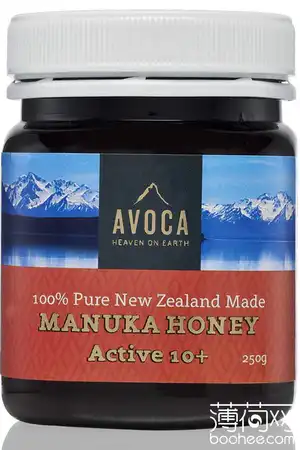 AVOCA
HEAVEN ON EARTH
100% Pure New Zealand Made
MANUKA HONEY
Active 10+
250g
薄荷网
boohee.com